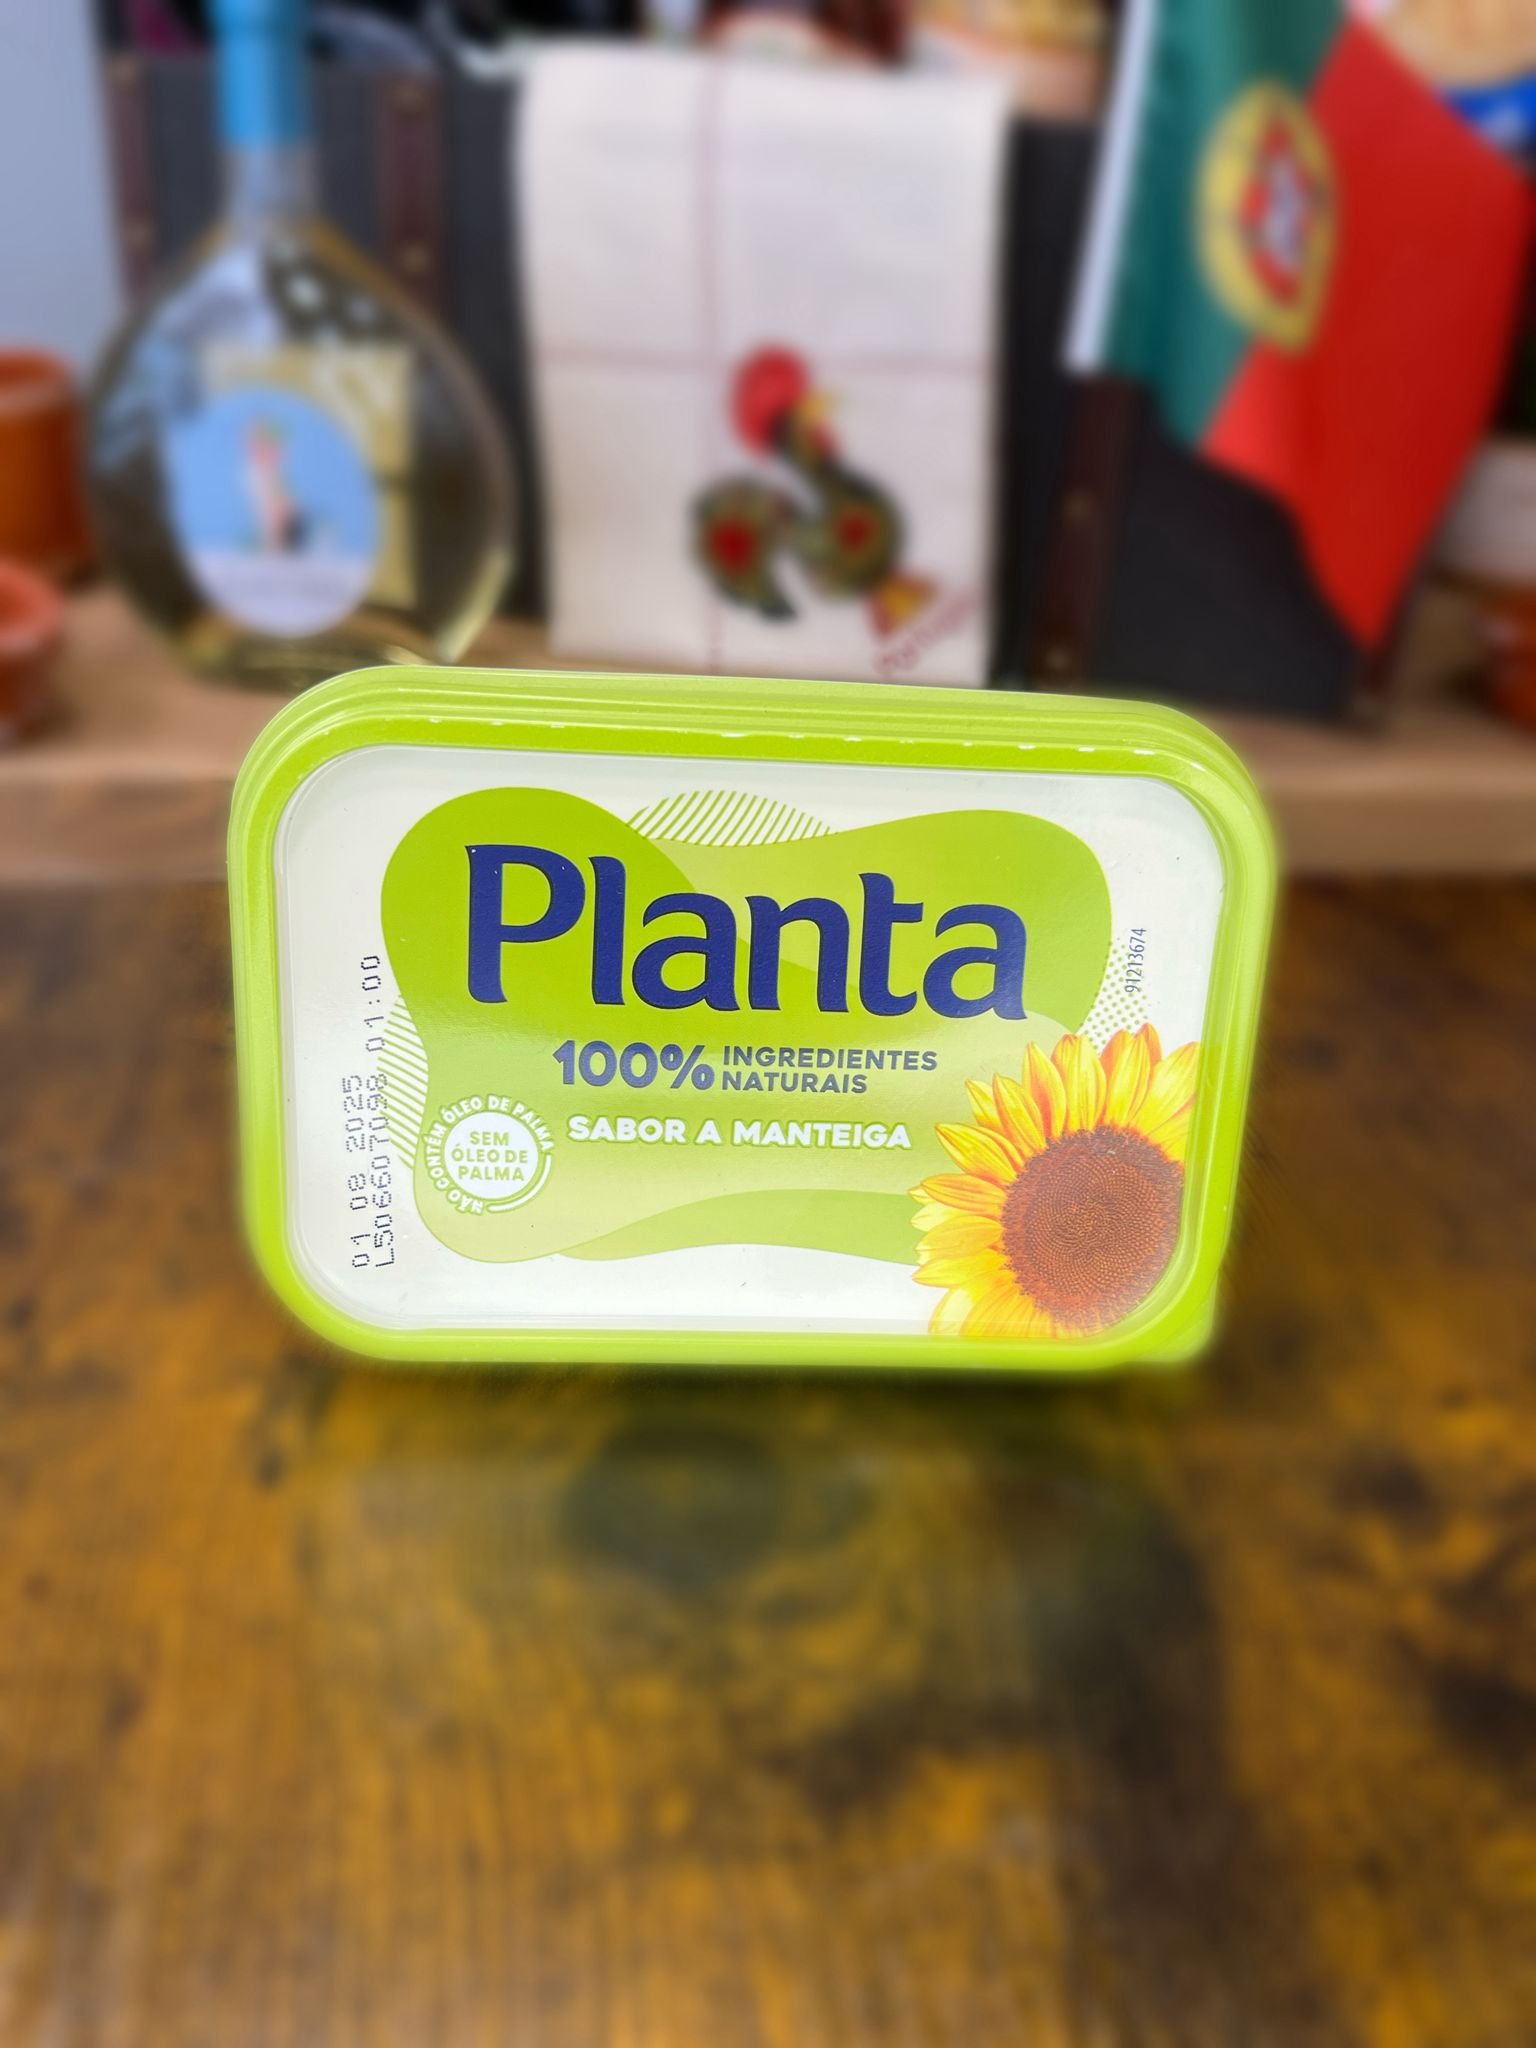 Planta
100% INGREDIENTES
NATURAIS
SABOR A MANTEIGA
NÃO CONTÉM ÓLEO DE PALMA
SEM
ÓLEO DE
PALMA
01 08 2025
L50660T098 01:00
91213674